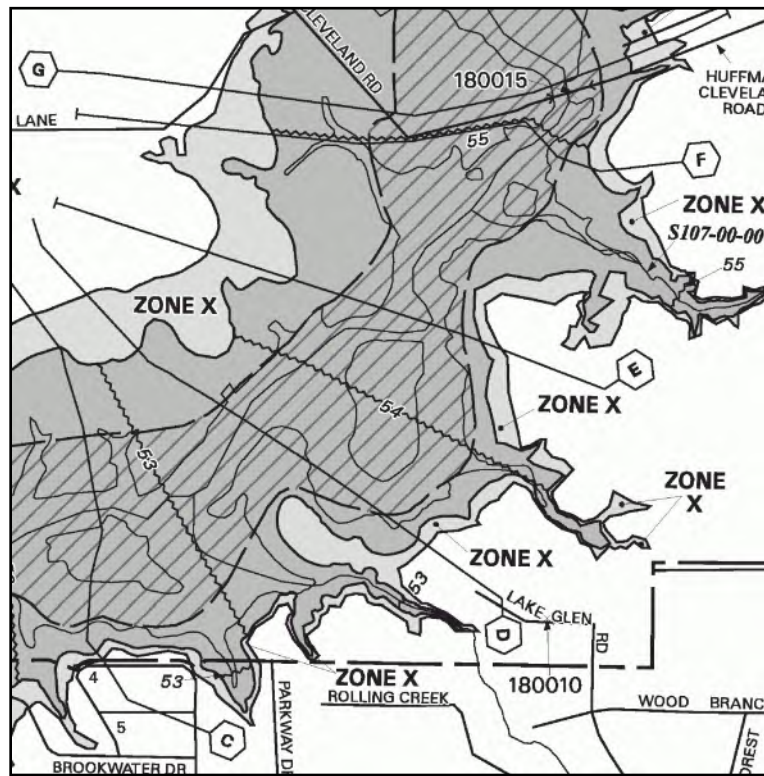 G
CLEVELAND RD
180015
HUFFMA
CLEVELA
ROAD
LANE
55
F
ZONE X
S107-00-00
55
X
ZONE X
E
54
ZONE X
53
ZONE
X
ZONE X
53
LAKE GLEN
RD
D
180010
53
ZONE X
ROLLING CREEK
4
5
PARKWAY DR
C
WOOD BRANC
OREST
BROOKWATER DR